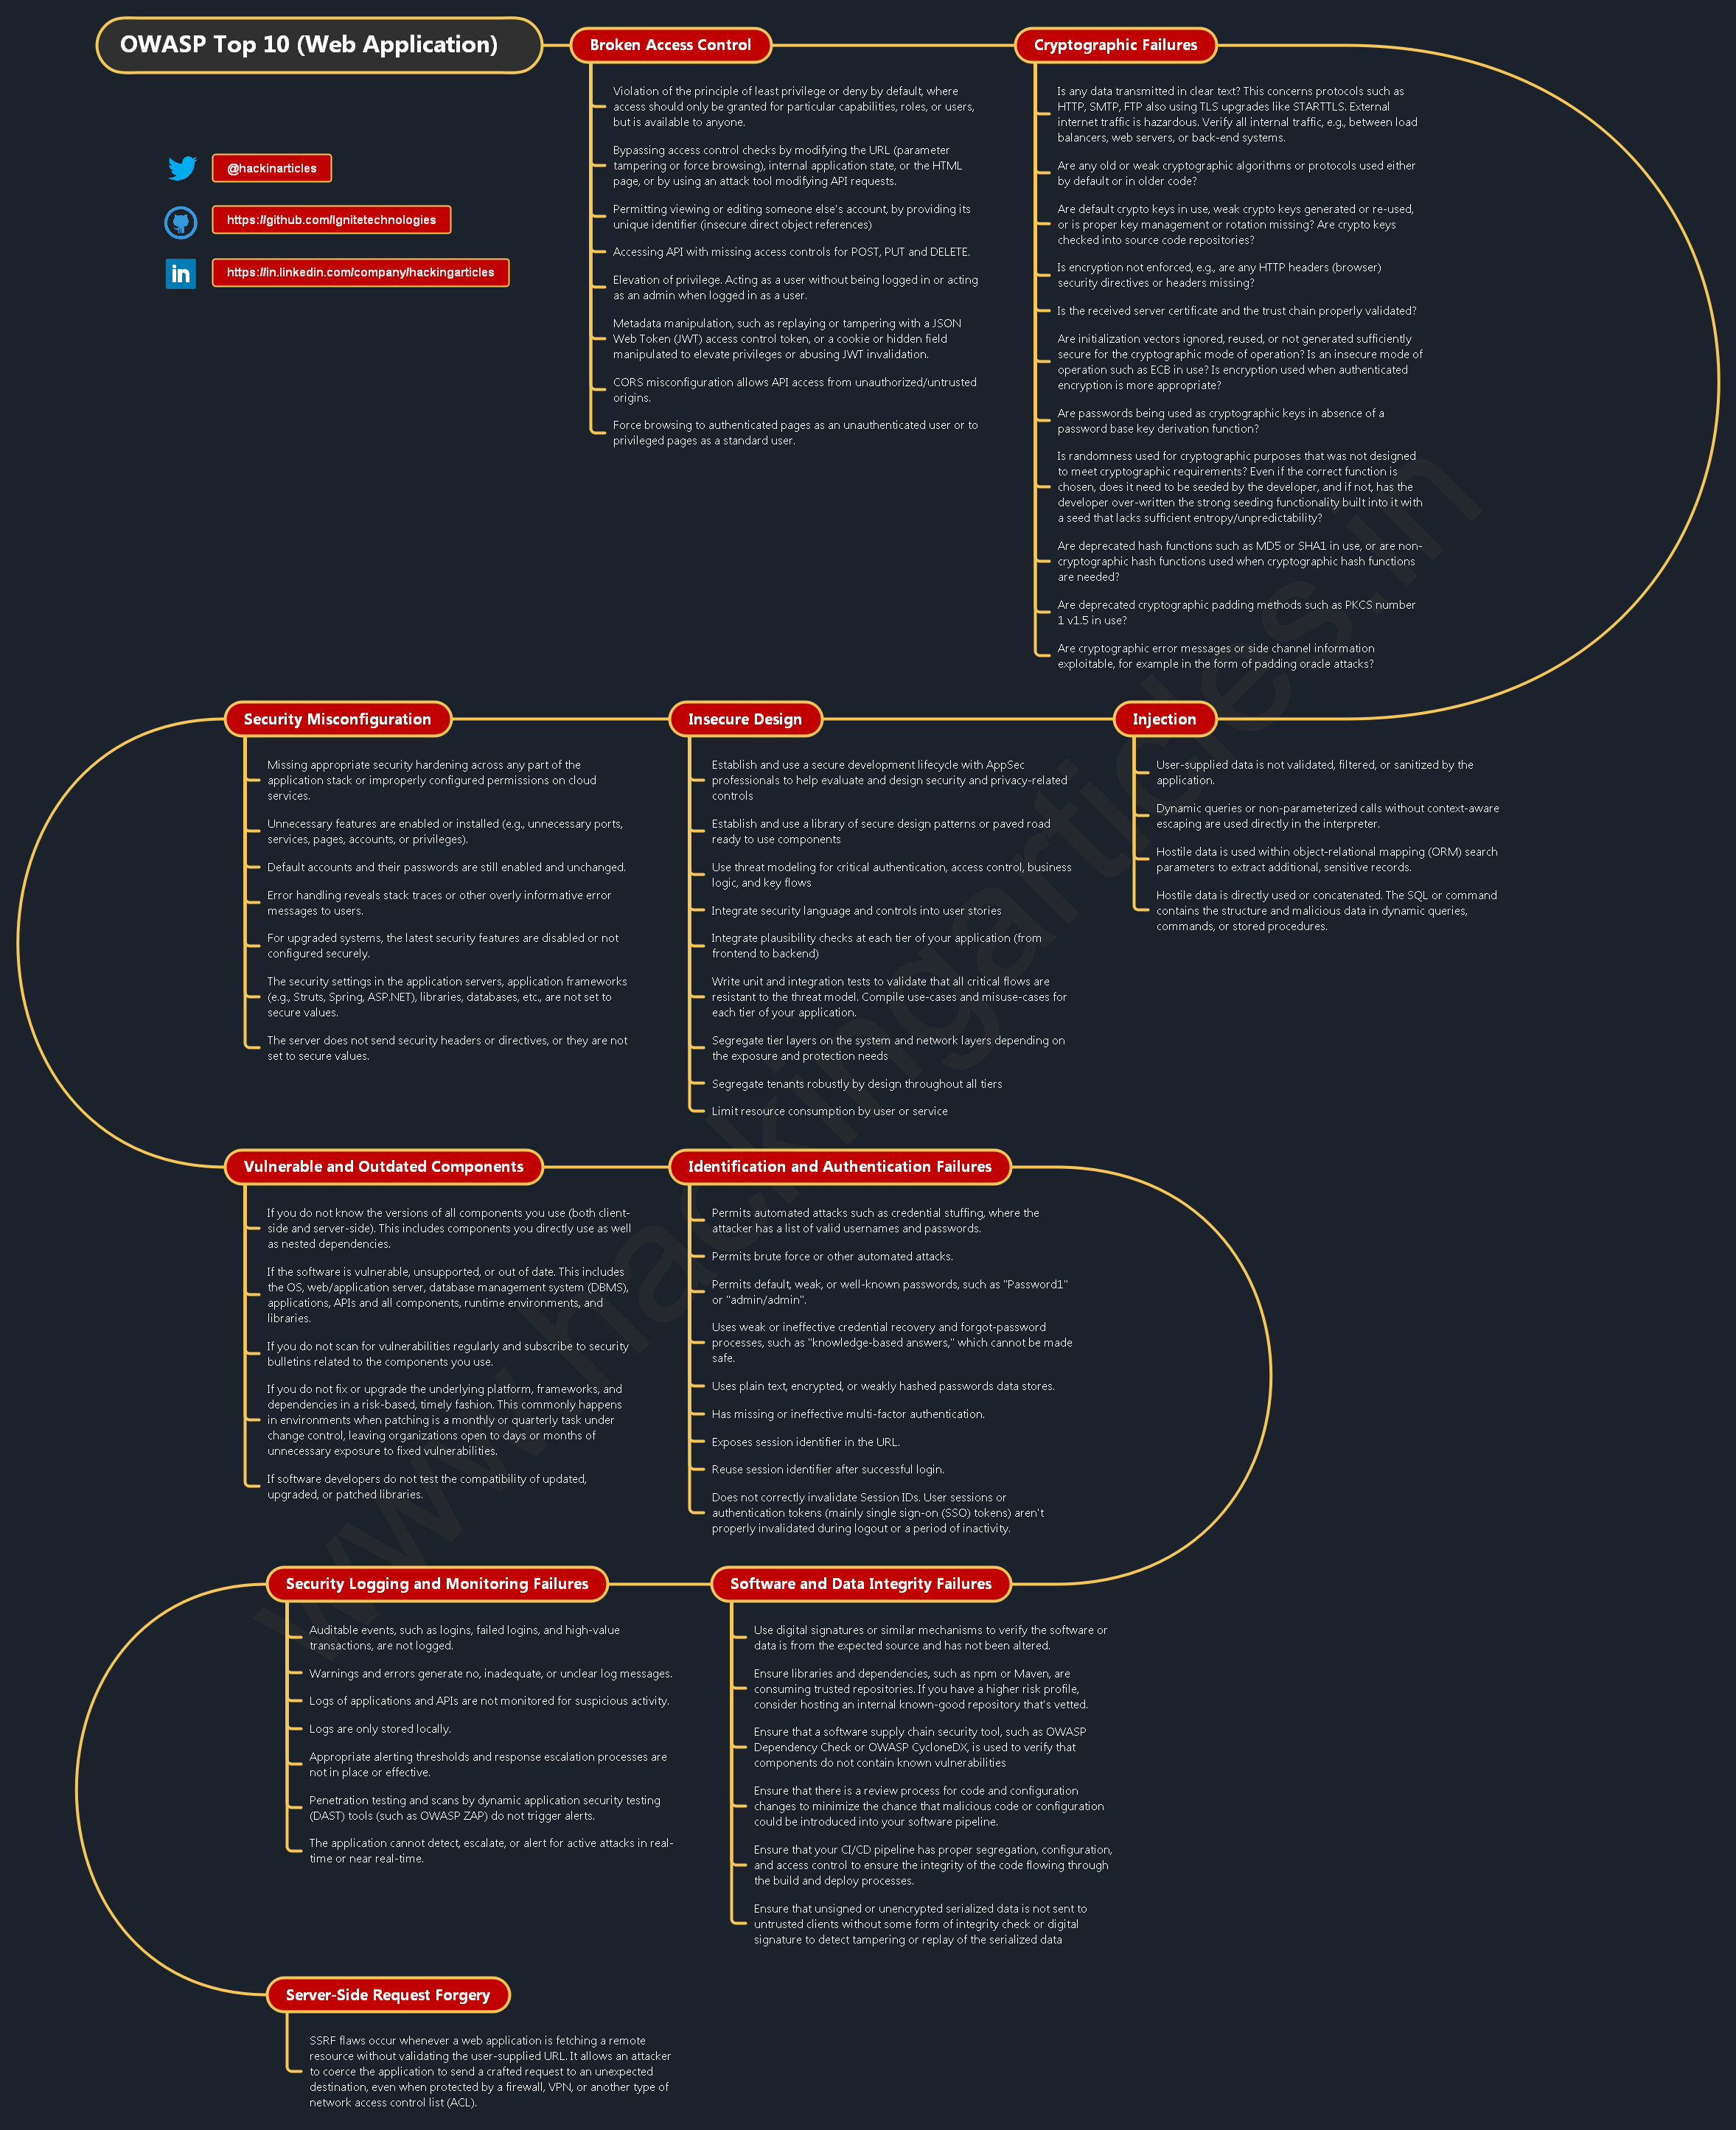 OWASP Top 10 (Web Application)
@hackinarticles
https://github.com/Ignitetechnologies
https://in.linkedin.com/company/hackingarticles
Broken Access Control
Violation of the principle of least privilege or deny by default, where
access should only be granted for particular capabilities, roles, or users,
but is available to anyone.
Bypassing access control checks by modifying the URL (parameter
tampering or force browsing), internal application state, or the HTML
page, or by using an attack tool modifying API requests.
Permitting viewing or editing someone else's account, by providing its
unique identifier (insecure direct object references)
Accessing API with missing access controls for POST, PUT and DELETE.
Elevation of privilege. Acting as a user without being logged in or acting
as an admin when logged in as a user.
Metadata manipulation, such as replaying or tampering with a JSON
Web Token (JWT) access control token, or a cookie or hidden field
manipulated to elevate privileges or abusing JWT invalidation.
CORS misconfiguration allows API access from unauthorized/untrusted
origins.
Force browsing to authenticated pages as an unauthenticated user or to
privileged pages as a standard user.
Cryptographic Failures
Is any data transmitted in clear text? This concerns protocols such as
HTTP, SMTP, FTP also using TLS upgrades like STARTTLS. External
internet traffic is hazardous. Verify all internal traffic, e.g., between load
balancers, web servers, or back-end systems.
Are any old or weak cryptographic algorithms or protocols used either
by default or in older code?
Are default crypto keys in use, weak crypto keys generated or re-used,
or is proper key management or rotation missing? Are crypto keys
checked into source code repositories?
Is encryption not enforced, e.g., are any HTTP headers (browser)
security directives or headers missing?
Is the received server certificate and the trust chain properly validated?
Are initialization vectors ignored, reused, or not generated sufficiently
secure for the cryptographic mode of operation? Is an insecure mode of
operation such as ECB in use? Is encryption used when authenticated
encryption is more appropriate?
Are passwords being used as cryptographic keys in absence of a
password base key derivation function?
Is randomness used for cryptographic purposes that was not designed
to meet cryptographic requirements? Even if the correct function is
chosen, does it need to be seeded by the developer, and if not, has the
developer over-written the strong seeding functionality built into it with
a seed that lacks sufficient entropy/unpredictability?
Are deprecated hash functions such as MD5 or SHA1 in use, or are non-
cryptographic hash functions used when cryptographic hash functions
are needed?
Are deprecated cryptographic padding methods such as PKCS number
1 v1.5 in use?
Are cryptographic error messages or side channel information
exploitable, for example in the form of padding oracle attacks?
Security Misconfiguration
Missing appropriate security hardening across any part of the
application stack or improperly configured permissions on cloud
services.
Unnecessary features are enabled or installed (e.g., unnecessary ports,
services, pages, accounts, or privileges).
Default accounts and their passwords are still enabled and unchanged.
Error handling reveals stack traces or other overly informative error
messages to users.
For upgraded systems, the latest security features are disabled or not
configured securely.
The security settings in the application servers, application frameworks
(e.g., Struts, Spring, ASP.NET), libraries, databases, etc., are not set to
secure values.
The server does not send security headers or directives, or they are not
set to secure values.
Insecure Design
Establish and use a secure development lifecycle with AppSec
professionals to help evaluate and design security and privacy-related
controls
Establish and use a library of secure design patterns or paved road
ready to use components
Use threat modeling for critical authentication, access control, business
logic, and key flows
Integrate security language and controls into user stories
Integrate plausibility checks at each tier of your application (from
frontend to backend)
Write unit and integration tests to validate that all critical flows are
resistant to the threat model. Compile use-cases and misuse-cases for
each tier of your application.
Segregate tier layers on the system and network layers depending on
the exposure and protection needs
Segregate tenants robustly by design throughout all tiers
Limit resource consumption by user or service
Injection
User-supplied data is not validated, filtered, or sanitized by the
application.
Dynamic queries or non-parameterized calls without context-aware
escaping are used directly in the interpreter.
Hostile data is used within object-relational mapping (ORM) search
parameters to extract additional, sensitive records.
Hostile data is directly used or concatenated. The SQL or command
contains the structure and malicious data in dynamic queries,
commands, or stored procedures.
Vulnerable and Outdated Components
If you do not know the versions of all components you use (both client-
side and server-side). This includes components you directly use as well
as nested dependencies.
If the software is vulnerable, unsupported, or out of date. This includes
the OS, web/application server, database management system (DBMS),
applications, APIs and all components, runtime environments, and
libraries.
If you do not scan for vulnerabilities regularly and subscribe to security
bulletins related to the components you use.
If you do not fix or upgrade the underlying platform, frameworks, and
dependencies in a risk-based, timely fashion. This commonly happens
in environments when patching is a monthly or quarterly task under
change control, leaving organizations open to days or months of
unnecessary exposure to fixed vulnerabilities.
If software developers do not test the compatibility of updated,
upgraded, or patched libraries.
Identification and Authentication Failures
Permits automated attacks such as credential stuffing, where the
attacker has a list of valid usernames and passwords.
Permits brute force or other automated attacks.
Permits default, weak, or well-known passwords, such as "Password1"
or "admin/admin".
Uses weak or ineffective credential recovery and forgot-password
processes, such as "knowledge-based answers," which cannot be made
safe.
Uses plain text, encrypted, or weakly hashed passwords data stores.
Has missing or ineffective multi-factor authentication.
Exposes session identifier in the URL.
Reuse session identifier after successful login.
Does not correctly invalidate Session IDs. User sessions or
authentication tokens (mainly single sign-on (SSO) tokens) aren't
properly invalidated during logout or a period of inactivity.
Security Logging and Monitoring Failures
Auditable events, such as logins, failed logins, and high-value
transactions, are not logged.
Warnings and errors generate no, inadequate, or unclear log messages.
Logs of applications and APIs are not monitored for suspicious activity.
Logs are only stored locally.
Appropriate alerting thresholds and response escalation processes are
not in place or effective.
Penetration testing and scans by dynamic application security testing
(DAST) tools (such as OWASP ZAP) do not trigger alerts.
The application cannot detect, escalate, or alert for active attacks in real-
time or near real-time.
Software and Data Integrity Failures
Use digital signatures or similar mechanisms to verify the software or
data is from the expected source and has not been altered.
Ensure libraries and dependencies, such as npm or Maven, are
consuming trusted repositories. If you have a higher risk profile,
consider hosting an internal known-good repository that's vetted.
Ensure that a software supply chain security tool, such as OWASP
Dependency Check or OWASP CycloneDX, is used to verify that
components do not contain known vulnerabilities
Ensure that there is a review process for code and configuration
changes to minimize the chance that malicious code or configuration
could be introduced into your software pipeline.
Ensure that your CI/CD pipeline has proper segregation, configuration,
and access control to ensure the integrity of the code flowing through
the build and deploy processes.
Ensure that unsigned or unencrypted serialized data is not sent to
untrusted clients without some form of integrity check or digital
signature to detect tampering or replay of the serialized data
Server-Side Request Forgery
SSRF flaws occur whenever a web application is fetching a remote
resource without validating the user-supplied URL. It allows an attacker
to coerce the application to send a crafted request to an unexpected
destination, even when protected by a firewall, VPN, or another type of
network access control list (ACL).
www.hackingarticles.in